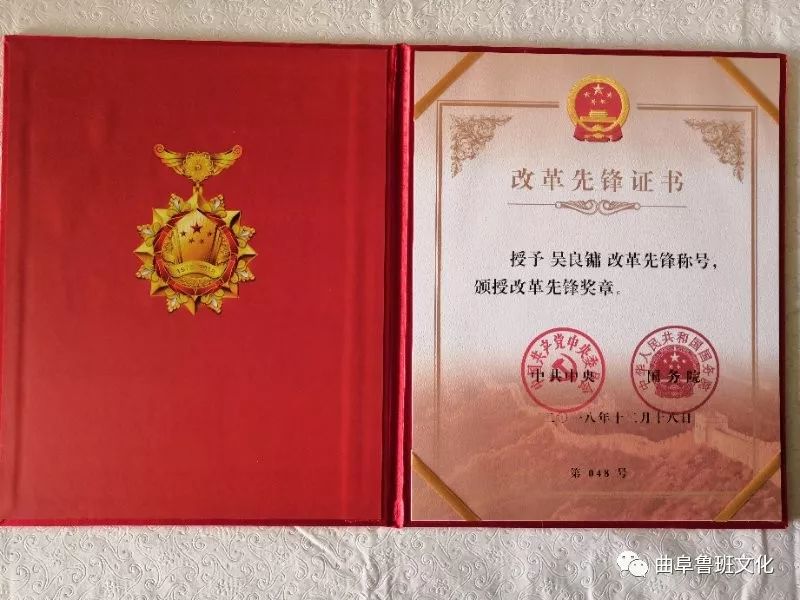 改革先锋证书
授予 吴良镛 改革先锋称号,
颁授改革先锋奖章。
中国共产党中央委员会
中共中央
中华人民共和国国务院
国务院
二〇一八年十二月十八日
第 048 号
曲阜鲁班文化